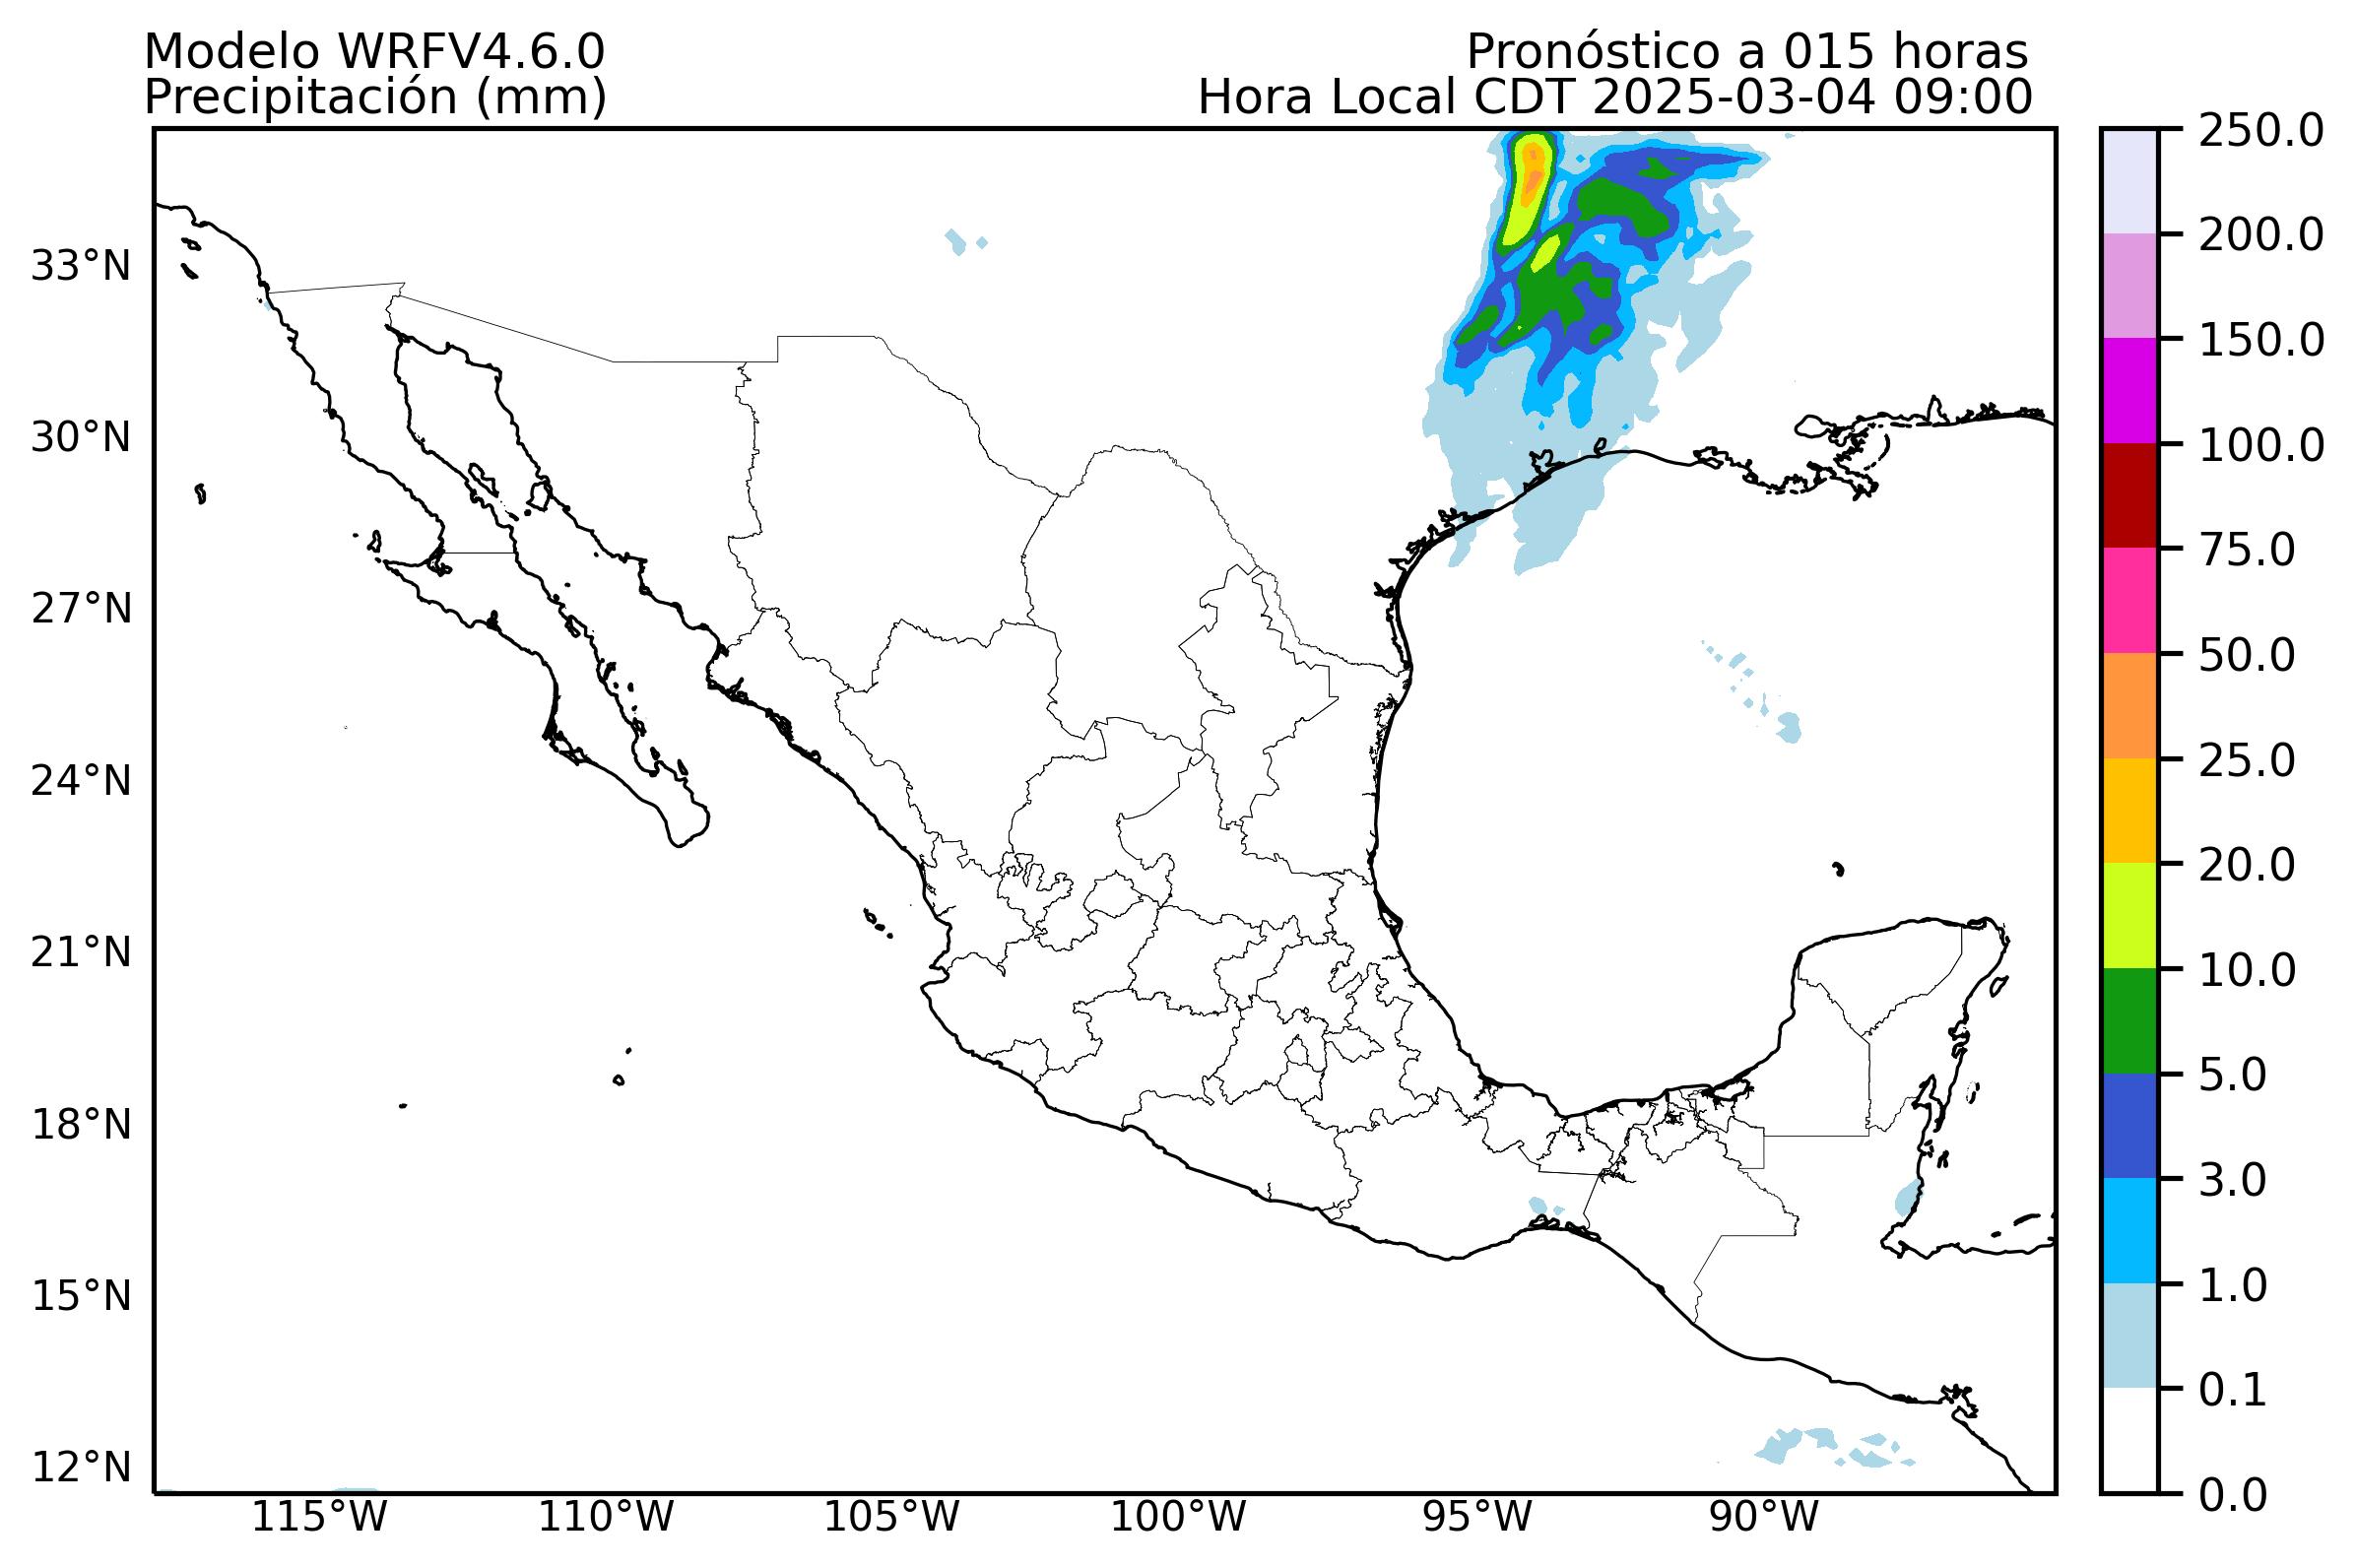 Modelo WRFV4.6.0
Precipitación (mm)
Pronóstico a 015 horas
Hora Local CDT 2025-03-04 09:00
33°N
30°N
27°N
24°N
21°N
18°N
15°N
12°N
115°W
110°W
105°W
100°W
95°W
90°W
250.0
200.0
150.0
100.0
75.0
50.0
25.0
20.0
10.0
5.0
3.0
1.0
0.1
0.0